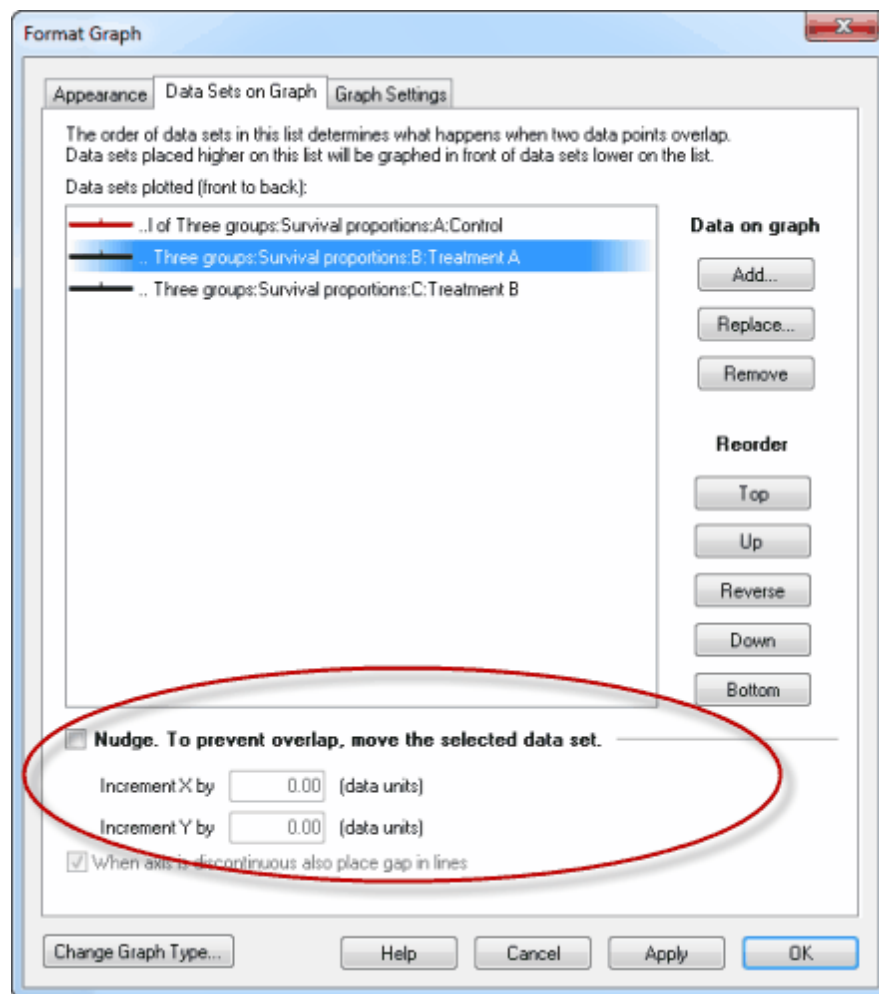 Format Graph
Appearance Data Sets on Graph Graph Settings
The order of data sets in this list determines what happens when two data points overlap.
Data sets placed higher on this list will be graphed in front of data sets lower on the list.
Data sets plotted (front to back):
..l of Three groups:Survival proportions:A:Control
.. Three groups:Survival proportions:B:Treatment A
.. Three groups:Survival proportions:C:Treatment B
Data on graph
Add...
Replace...
Remove
Reorder
Top
Up
Reverse
Down
Bottom
Nudge. To prevent overlap, move the selected data set.
Increment X by 0.00 (data units)
Increment Y by 0.00 (data units)
When axis is discontinuous also place gap in lines
Change Graph Type... Help Cancel Apply OK